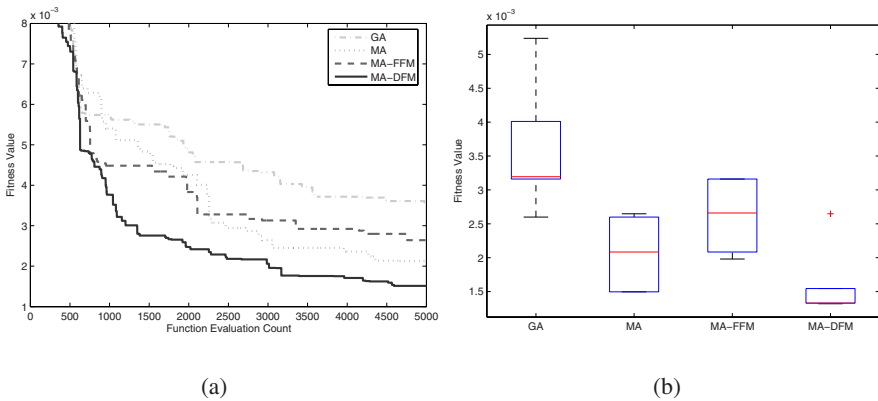 x 10⁻³
8
7
6
5
4
3
2
1
Fitness Value
0 500 1000 1500 2000 2500 3000 3500 4000 4500 5000
Function Evaluation Count
GA
MA
MA-FFM
MA-DFM
(a)
x 10⁻³
5
4.5
4
3.5
3
2.5
2
1.5
Fitness Value
GA MA MA-FFM MA-DFM
(b)